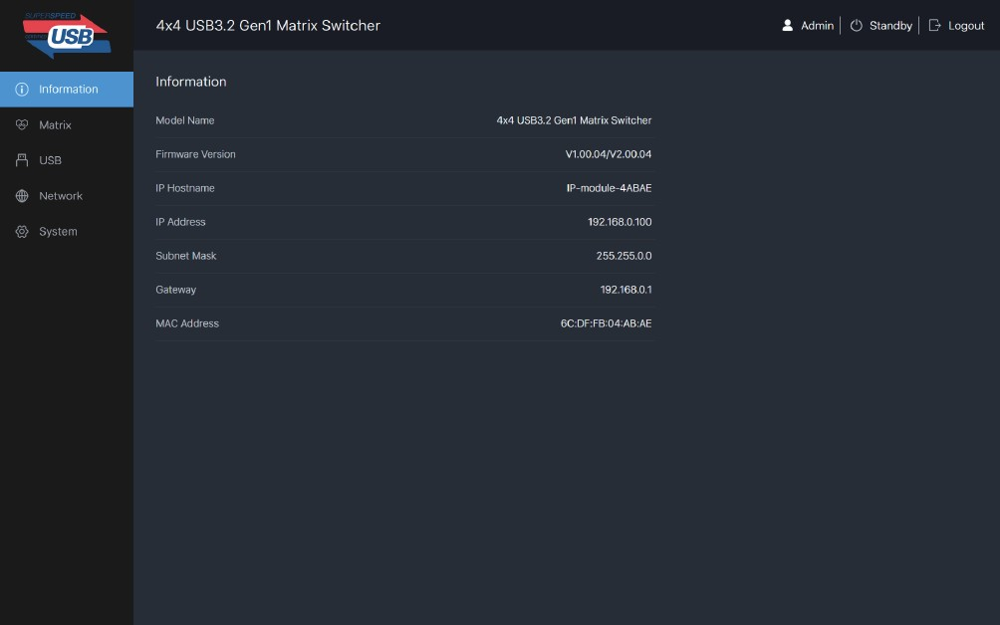 SUPERSPEED
USB
4x4 USB3.2 Gen1 Matrix Switcher
Admin
Standby
Logout
Information
Matrix
USB
Network
System
Information
Model Name 4x4 USB3.2 Gen1 Matrix Switcher
Firmware Version V1.00.04/V2.00.04
IP Hostname IP-module-4ABAE
IP Address 192.168.0.100
Subnet Mask 255.255.0.0
Gateway 192.168.0.1
MAC Address 6C:DF:FB:04:AB:AE